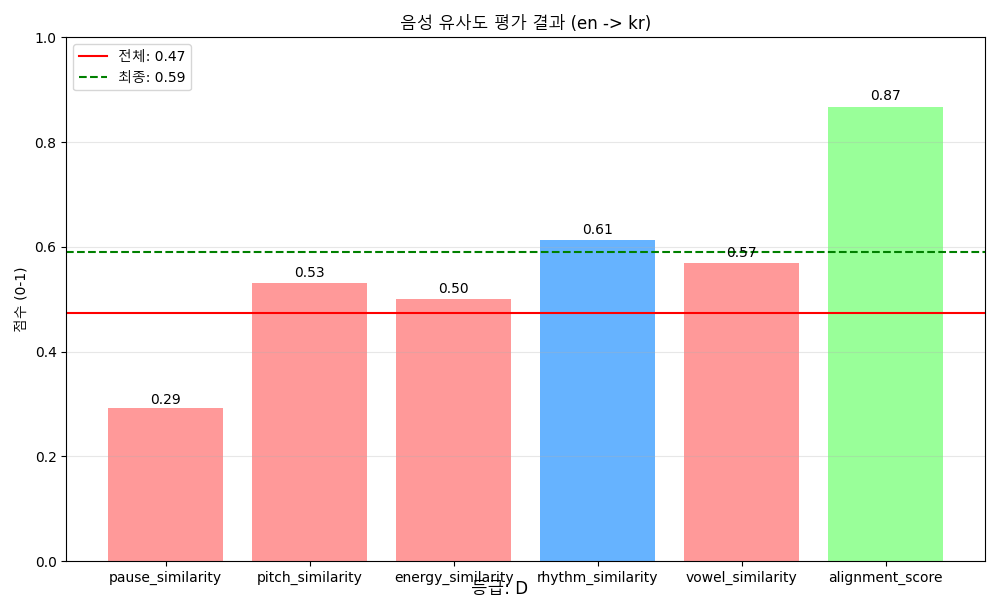 음성 유사도 평가 결과 (en -> kr)
전체: 0.47
최종: 0.59
점수 (0-1)
1.0
0.8
0.6
0.4
0.2
0.0
0.29
0.53
0.50
0.61
0.57
0.87
pause_similarity
pitch_similarity
energy_similarity
rhythm_similarity
vowel_similarity
alignment_score
등급: D